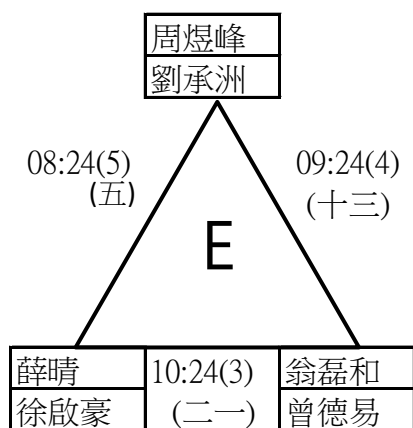 周煜峰
劉承洲
08:24(5)
(五)
09:24(4)
(十三)
E
薛晴
徐啟豪
10:24(3)
(二一)
翁磊和
曾德易